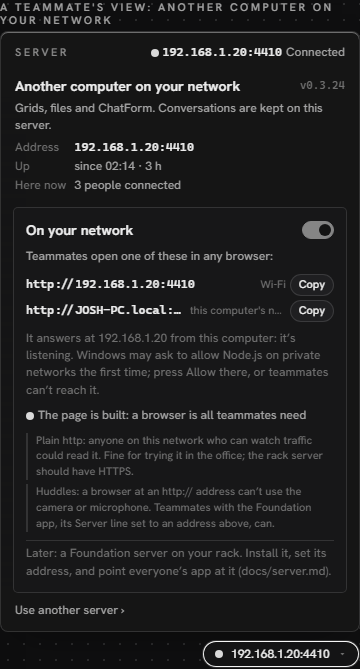 A TEAMMATE'S VIEW: ANOTHER COMPUTER ON
YOUR NETWORK
SERVER
192.168.1.20:4410 Connected
Another computer on your network
v0.3.24
Grids, files and ChatForm. Conversations are kept on this
server.
Address 192.168.1.20:4410
Up since 02:14 · 3 h
Here now 3 people connected
On your network
Teammates open one of these in any browser:
http://192.168.1.20:4410 Wi-Fi Copy
http://JOSH-PC.local:… this computer's n… Copy
It answers at 192.168.1.20 from this computer: it's
listening. Windows may ask to allow Node.js on private
networks the first time; press Allow there, or teammates
can't reach it.
The page is built: a browser is all teammates need
Plain http: anyone on this network who can watch traffic
could read it. Fine for trying it in the office; the rack server
should have HTTPS.
Huddles: a browser at an http:// address can't use the
camera or microphone. Teammates with the Foundation
app, its Server line set to an address above, can.
Later: a Foundation server on your rack. Install it, set its
address, and point everyone's app at it (docs/server.md).
Use another server ›
192.168.1.20:4410 -